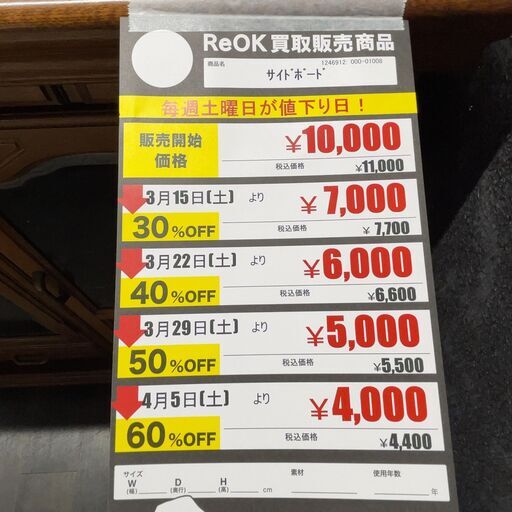 ReOK買取販売商品
商品名 1246912: 000-01008
サイドボード
毎週土曜日が値下り日！
販売開始価格 ¥10,000
税込価格 ¥11,000
3月15日(土) より ¥7,000
30%OFF 税込価格 ¥7,700
3月22日(土) より ¥6,000
40%OFF 税込価格 ¥6,600
3月29日(土) より ¥5,000
50%OFF 税込価格 ¥5,500
4月5日(土) より ¥4,000
60%OFF 税込価格 ¥4,400
サイズ 素材 使用年数
W(幅) D(奥行) H(高) cm 年